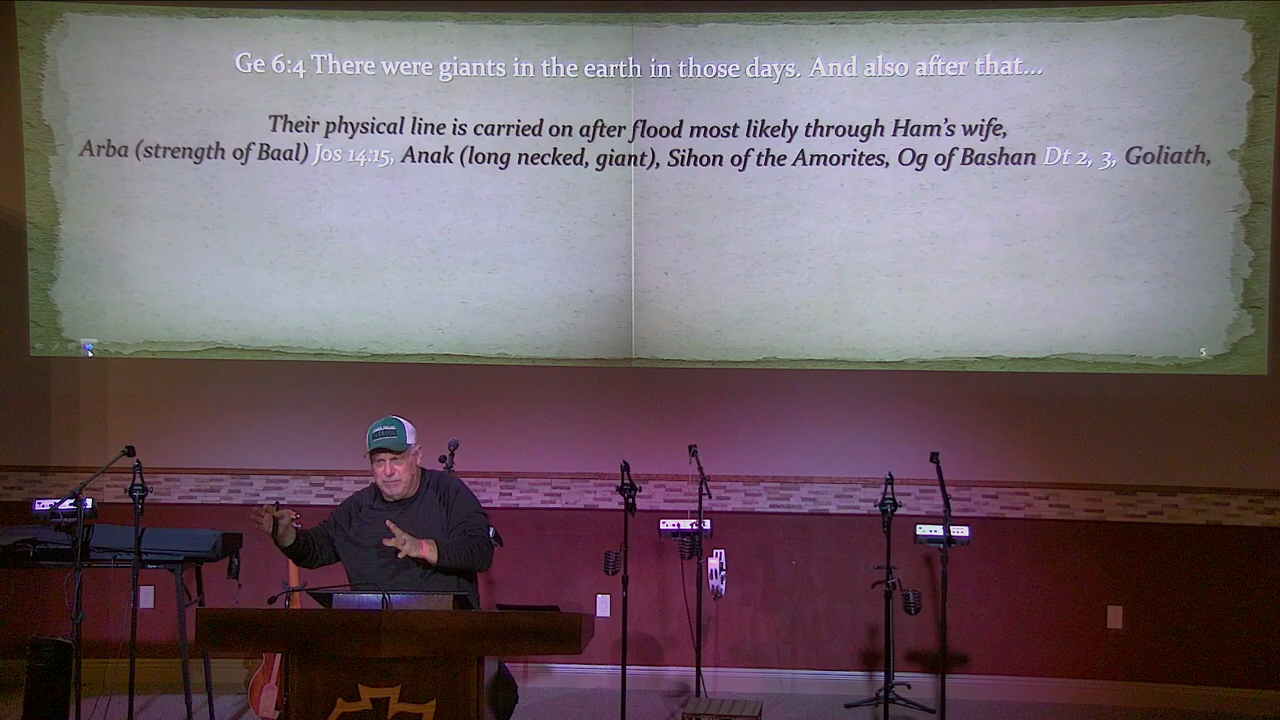 Ge 6:4 There were giants in the earth in those days. And also after that...
Their physical line is carried on after flood most likely through Ham's wife,
Arba (strength of Baal) Jos 14:15, Anak (long necked, giant), Sihon of the Amorites, Og of Bashan Dt 2, 3, Goliath,
5